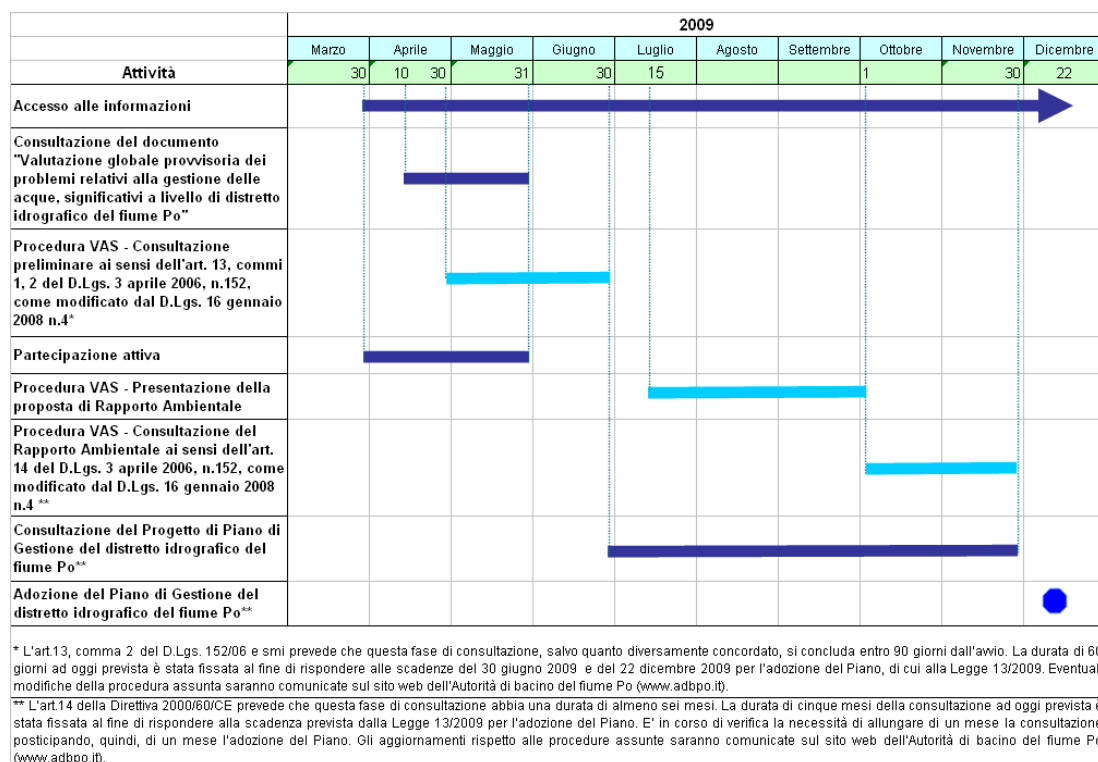 2009
Marzo Aprile Maggio Giugno Luglio Agosto Settembre Ottobre Novembre Dicembre
Attività 30 10 30 31 30 15 1 30 22
Accesso alle informazioni
Consultazione del documento
"Valutazione globale provvisoria dei
problemi relativi alla gestione delle
acque, significativi a livello di distretto
idrografico del fiume Po"
Procedura VAS - Consultazione
preliminare ai sensi dell'art. 13, commi
1, 2 del D.Lgs. 3 aprile 2006, n.152,
come modificato dal D.Lgs. 16 gennaio
2008 n.4*
Partecipazione attiva
Procedura VAS - Presentazione della
proposta di Rapporto Ambientale
Procedura VAS - Consultazione del
Rapporto Ambientale ai sensi dell'art.
14 del D.Lgs. 3 aprile 2006, n.152, come
modificato dal D.Lgs. 16 gennaio 2008
n.4 **
Consultazione del Progetto di Piano di
Gestione del distretto idrografico del
fiume Po**
Adozione del Piano di Gestione del
distretto idrografico del fiume Po**
* L'art.13, comma 2 del D.Lgs. 152/06 e smi prevede che questa fase di consultazione, salvo quanto diversamente concordato, si concluda entro 90 giorni dall'avvio. La durata di 60
giorni ad oggi prevista è stata fissata al fine di rispondere alle scadenze del 30 giugno 2009 e del 22 dicembre 2009 per l'adozione del Piano, di cui alla Legge 13/2009. Eventual
modifiche della procedura assunta saranno comunicate sul sito web dell'Autorità di bacino del fiume Po (www.adbpo.it).
** L'art.14 della Direttiva 2000/60/CE prevede che questa fase di consultazione abbia una durata di almeno sei mesi. La durata di cinque mesi della consultazione ad oggi prevista è
stata fissata al fine di rispondere alla scadenza prevista dalla Legge 13/2009 per l'adozione del Piano. E' in corso di verifica la necessità di allungare di un mese la consultazione
posticipando, quindi, di un mese l'adozione del Piano. Gli aggiornamenti rispetto alle procedure assunte saranno comunicate sul sito web dell'Autorità di bacino del fiume Po
(www.adbpo.it).